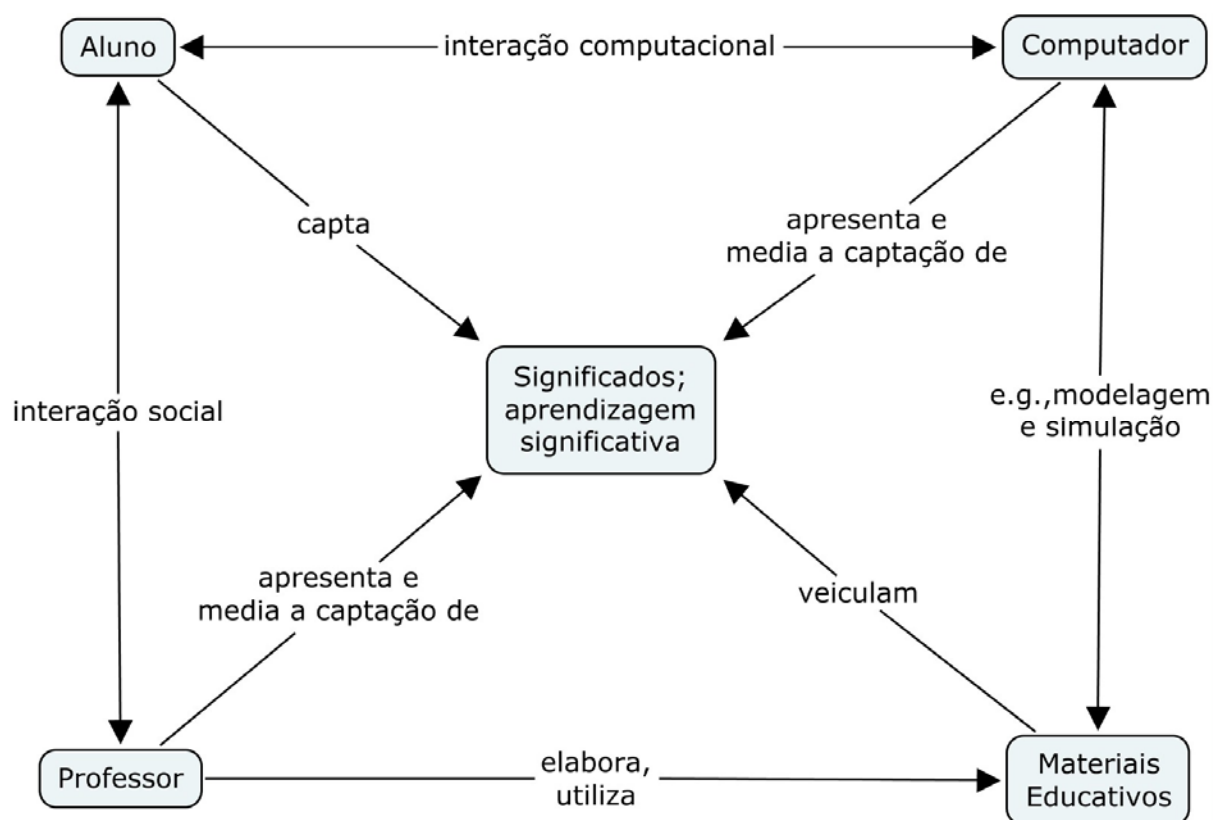 Aluno
interação computacional
Computador
capta
apresenta e
media a captação de
interação social
Significados;
aprendizagem
significativa
e.g.,modelagem
e simulação
apresenta e
media a captação de
veiculam
Professor
elabora,
utiliza
Materiais
Educativos